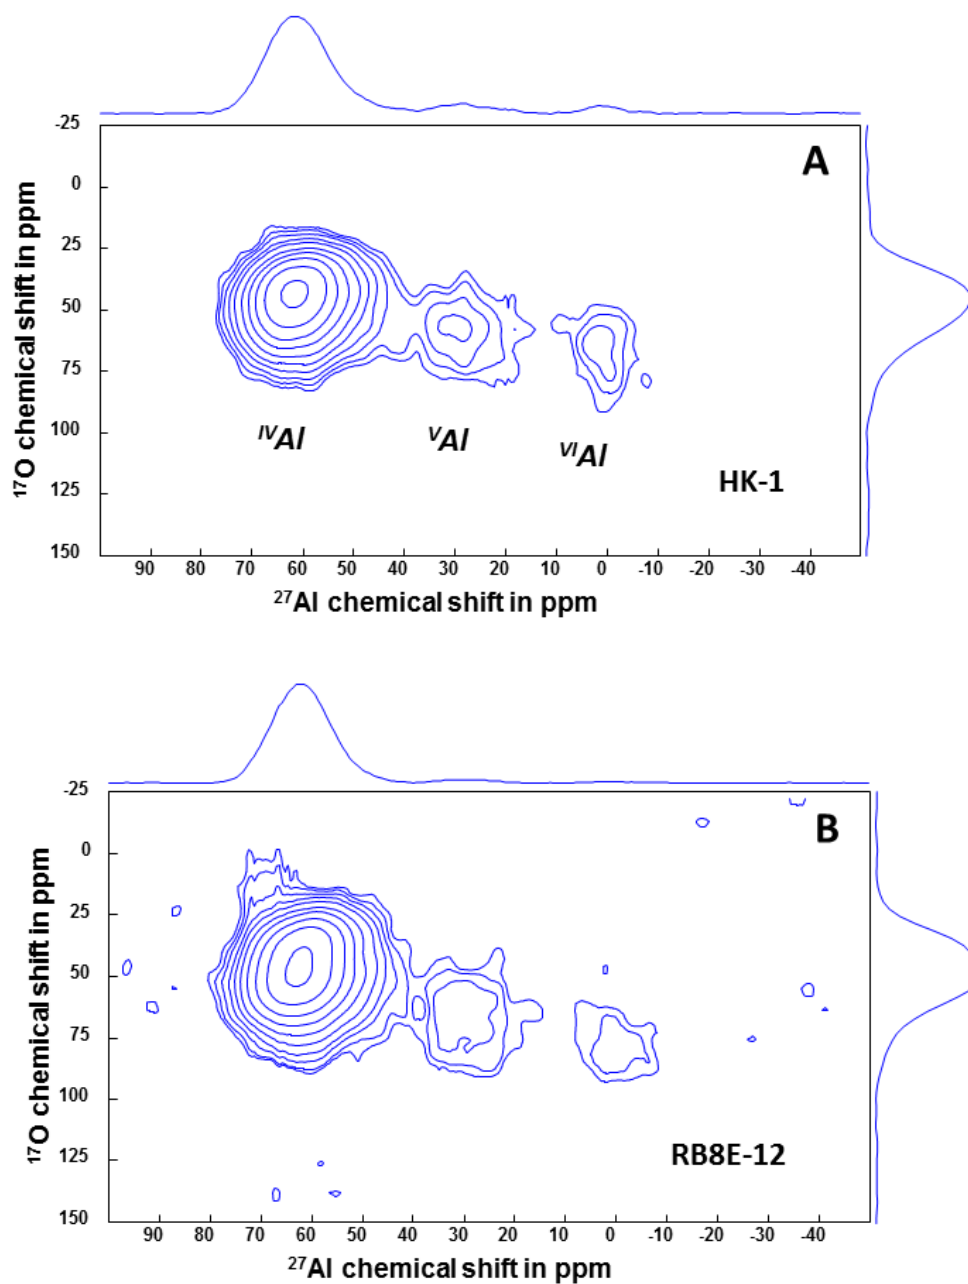 -25
A
0
25
50
75
100
125
150
17O chemical shift in ppm
IVAl VAl VIAl
HK-1
90 80 70 60 50 40 30 20 10 0 -10 -20 -30 -40
27Al chemical shift in ppm
-25
B
0
25
50
75
100
125
150
17O chemical shift in ppm
RB8E-12
90 80 70 60 50 40 30 20 10 0 -10 -20 -30 -40
27Al chemical shift in ppm